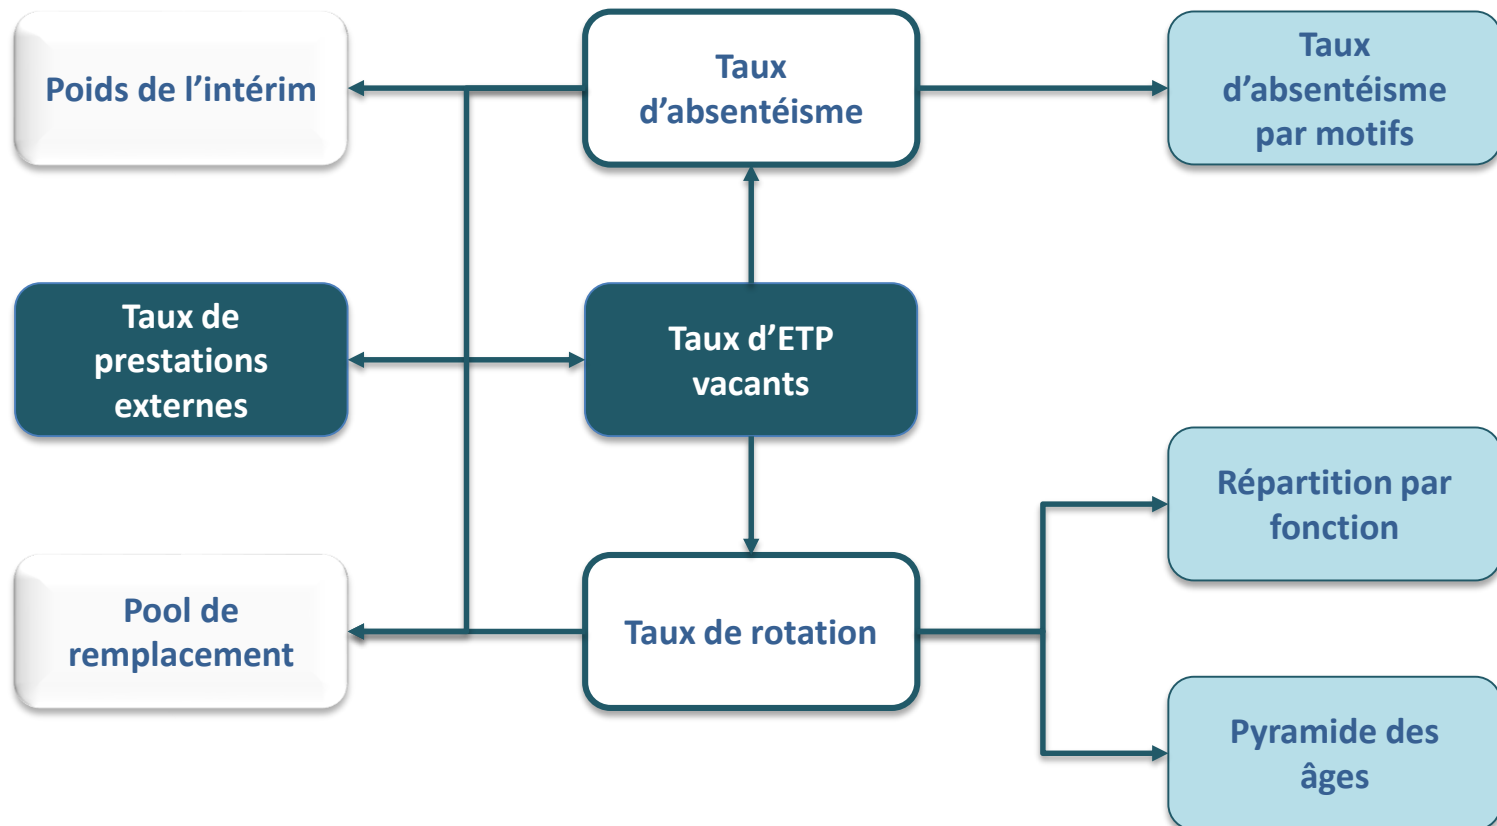 Poids de l’intérim
Taux
d’absentéisme
Taux
d’absentéisme
par motifs
Taux de
prestations
externes
Taux d’ETP
vacants
Répartition par
fonction
Pool de
remplacement
Taux de rotation
Pyramide des
âges